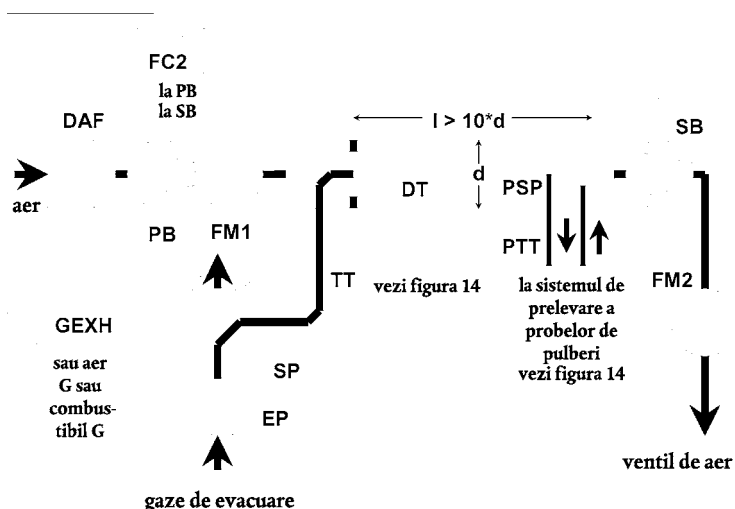 FC2
la PB
la SB
DAF
l > 10*d
SB
aer
d
DT
PSP
PB
FM1
PTT
TT
vezi figura 14
la sistemul de
prelevare a
probelor de
pulberi
vezi figura 14
FM2
GEXH
sau aer
G sau
combus-
tibil G
SP
EP
ventil de aer
gaze de evacuare